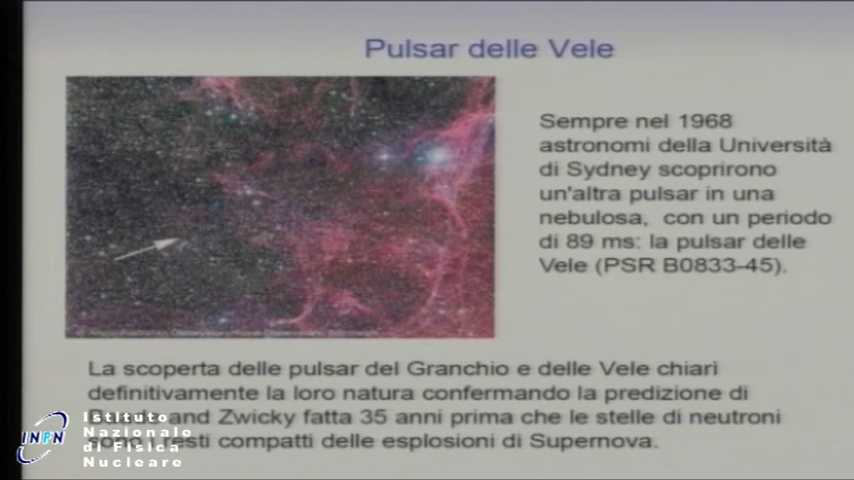 Pulsar delle Vele
Sempre nel 1968
astronomi della Università
di Sydney scoprirono
un'altra pulsar in una
nebulosa, con un periodo
di 89 ms: la pulsar delle
Vele (PSR B0833-45).
La scoperta delle pulsar del Granchio e delle Vele chiarì
definitivamente la loro natura confermando la predizione di
and Zwicky fatta 35 anni prima che le stelle di neutroni
resti compatti delle esplosioni di Supernova.
INFN
Istituto
Nazionale
di Fisica
Nucleare